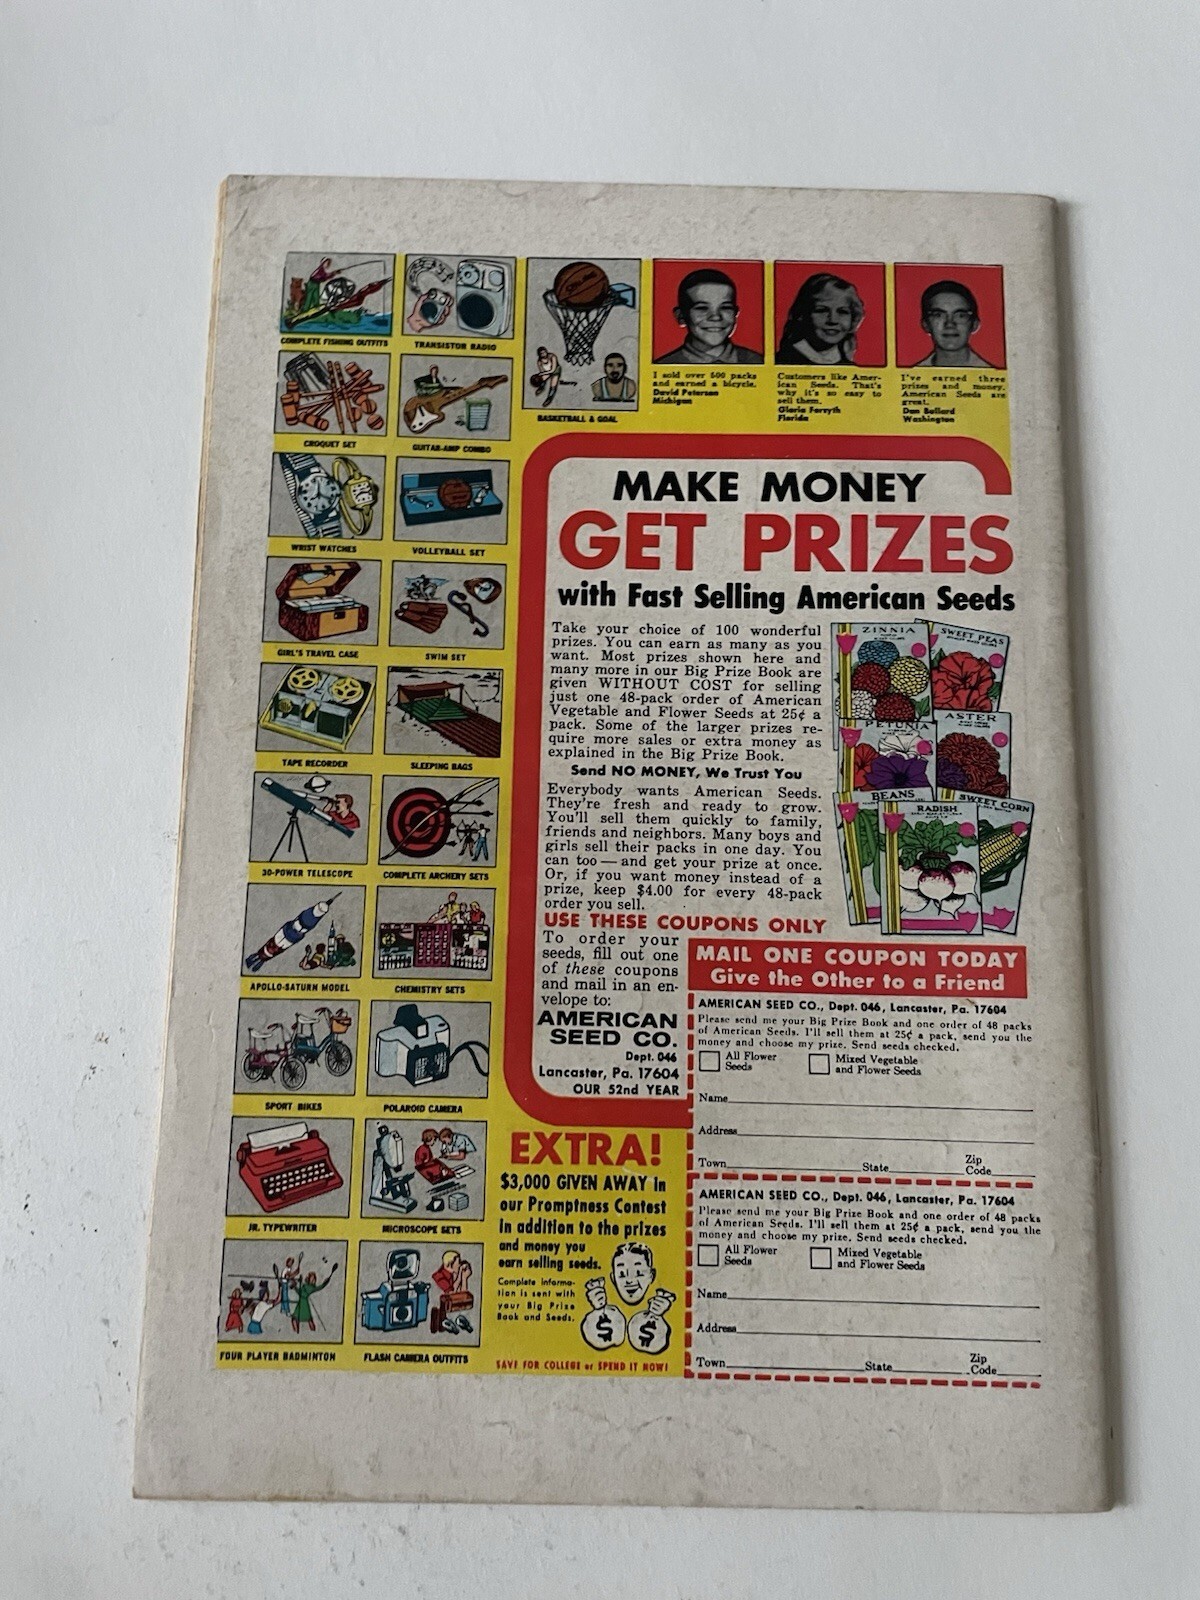 COMPLETE FISHING OUTFITS
TRANSISTOR RADIO
BASKETBALL & GOAL
CROQUET SET
GUITAR-AMP COMBO
WRIST WATCHES
VOLLEYBALL SET
GIRL'S TRAVEL CASE
SWIM SET
TAPE RECORDER
SLEEPING BAGS
30-POWER TELESCOPE
COMPLETE ARCHERY SETS
APOLLO-SATURN MODEL
CHEMISTRY SETS
SPORT BIKES
POLAROID CAMERA
JR. TYPEWRITER
MICROSCOPE SETS
FOUR PLAYER BADMINTON
FLASH CAMERA OUTFITS
I sold over 500 packs
and earned a bicycle.
David Peterson
Michigan
Customers like Amer-
ican Seeds. That's
why it's so easy to
sell them.
Gloria Forsyth
Florida
I've earned three
prizes and money.
American Seeds are
great.
Dan Ballard
Washington
MAKE MONEY
GET PRIZES
with Fast Selling American Seeds
Take your choice of 100 wonderful
prizes. You can earn as many as you
want. Most prizes shown here and
many more in our Big Prize Book are
given WITHOUT COST for selling
just one 48-pack order of American
Vegetable and Flower Seeds at 25¢ a
pack. Some of the larger prizes re-
quire more sales or extra money as
explained in the Big Prize Book.
Send NO MONEY, We Trust You
Everybody wants American Seeds.
They're fresh and ready to grow.
You'll sell them quickly to family,
friends and neighbors. Many boys and
girls sell their packs in one day. You
can too — and get your prize at once.
Or, if you want money instead of a
prize, keep $4.00 for every 48-pack
order you sell.
ZINNIA
SWEET PEAS
PETUNIA
ASTER
BEANS
RADISH
SWEET CORN
USE THESE COUPONS ONLY
To order your
seeds, fill out one
of these coupons
and mail in an en-
velope to:
AMERICAN
SEED CO.
Dept. 046
Lancaster, Pa. 17604
OUR 52nd YEAR
MAIL ONE COUPON TODAY
Give the Other to a Friend
AMERICAN SEED CO., Dept. 046, Lancaster, Pa. 17604
Please send me your Big Prize Book and one order of 48 packs
of American Seeds. I'll sell them at 25¢ a pack, send you the
money and choose my prize. Send seeds checked.
All Flower
Seeds
Mixed Vegetable
and Flower Seeds
Name
Address
Town State Zip Code
AMERICAN SEED CO., Dept. 046, Lancaster, Pa. 17604
Please send me your Big Prize Book and one order of 48 packs
of American Seeds. I'll sell them at 25¢ a pack, send you the
money and choose my prize. Send seeds checked.
All Flower
Seeds
Mixed Vegetable
and Flower Seeds
Name
Address
Town State Zip Code
EXTRA!
$3,000 GIVEN AWAY in
our Promptness Contest
in addition to the prizes
and money you
earn selling seeds.
Complete informa-
tion is sent with
your Big Prize
Book and Seeds.
$ $
SAVE FOR COLLEGE or SPEND IT NOW!